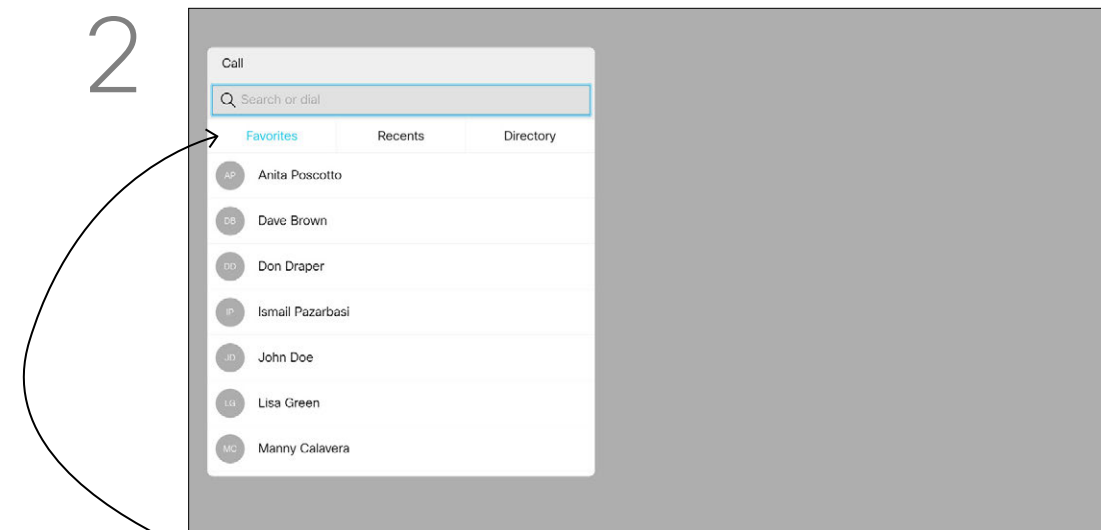 2
Call
Search or dial
Favorites Recents Directory
AP Anita Poscotto
DB Dave Brown
DD Don Draper
IP Ismail Pazarbasi
JD John Doe
LG Lisa Green
MC Manny Calavera